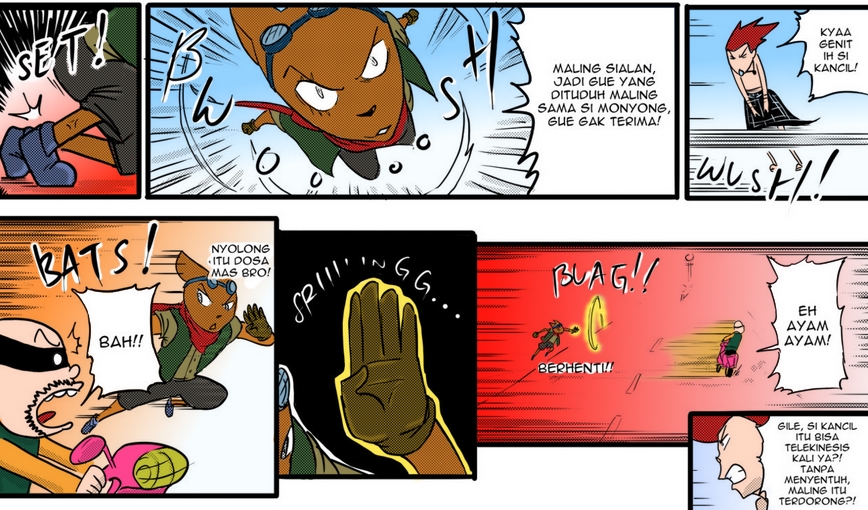 SET!
BWOOOSH
MALING SIALAN,
JADI GUE YANG
DITUDUH MALING
SAMA SI MONYONG,
GUE GAK TERIMA!
KYAA
GENIT
IH SI
KANCIL!
WUSH!
BATS!
NYOLONG
ITU DOSA
MAS BRO!
BAH!!
SRIIIIINGG...
BUAG!!
BERHENTI!!
EH
AYAM
AYAM!
GILE, SI KANCIL
ITU BISA
TELEKINESIS
KALI YA?!
TANPA
MENYENTUH,
MALING ITU
TERDORONG?!